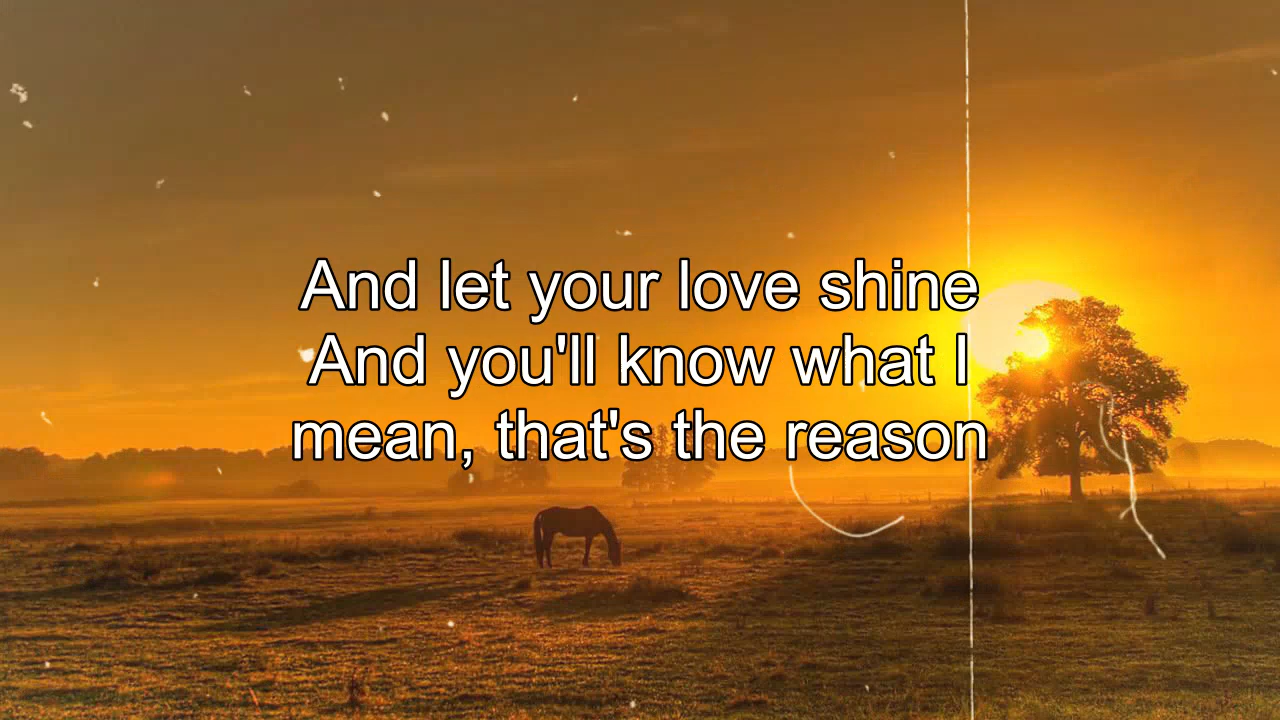 And let your love shine
And you'll know what I
mean, that's the reason